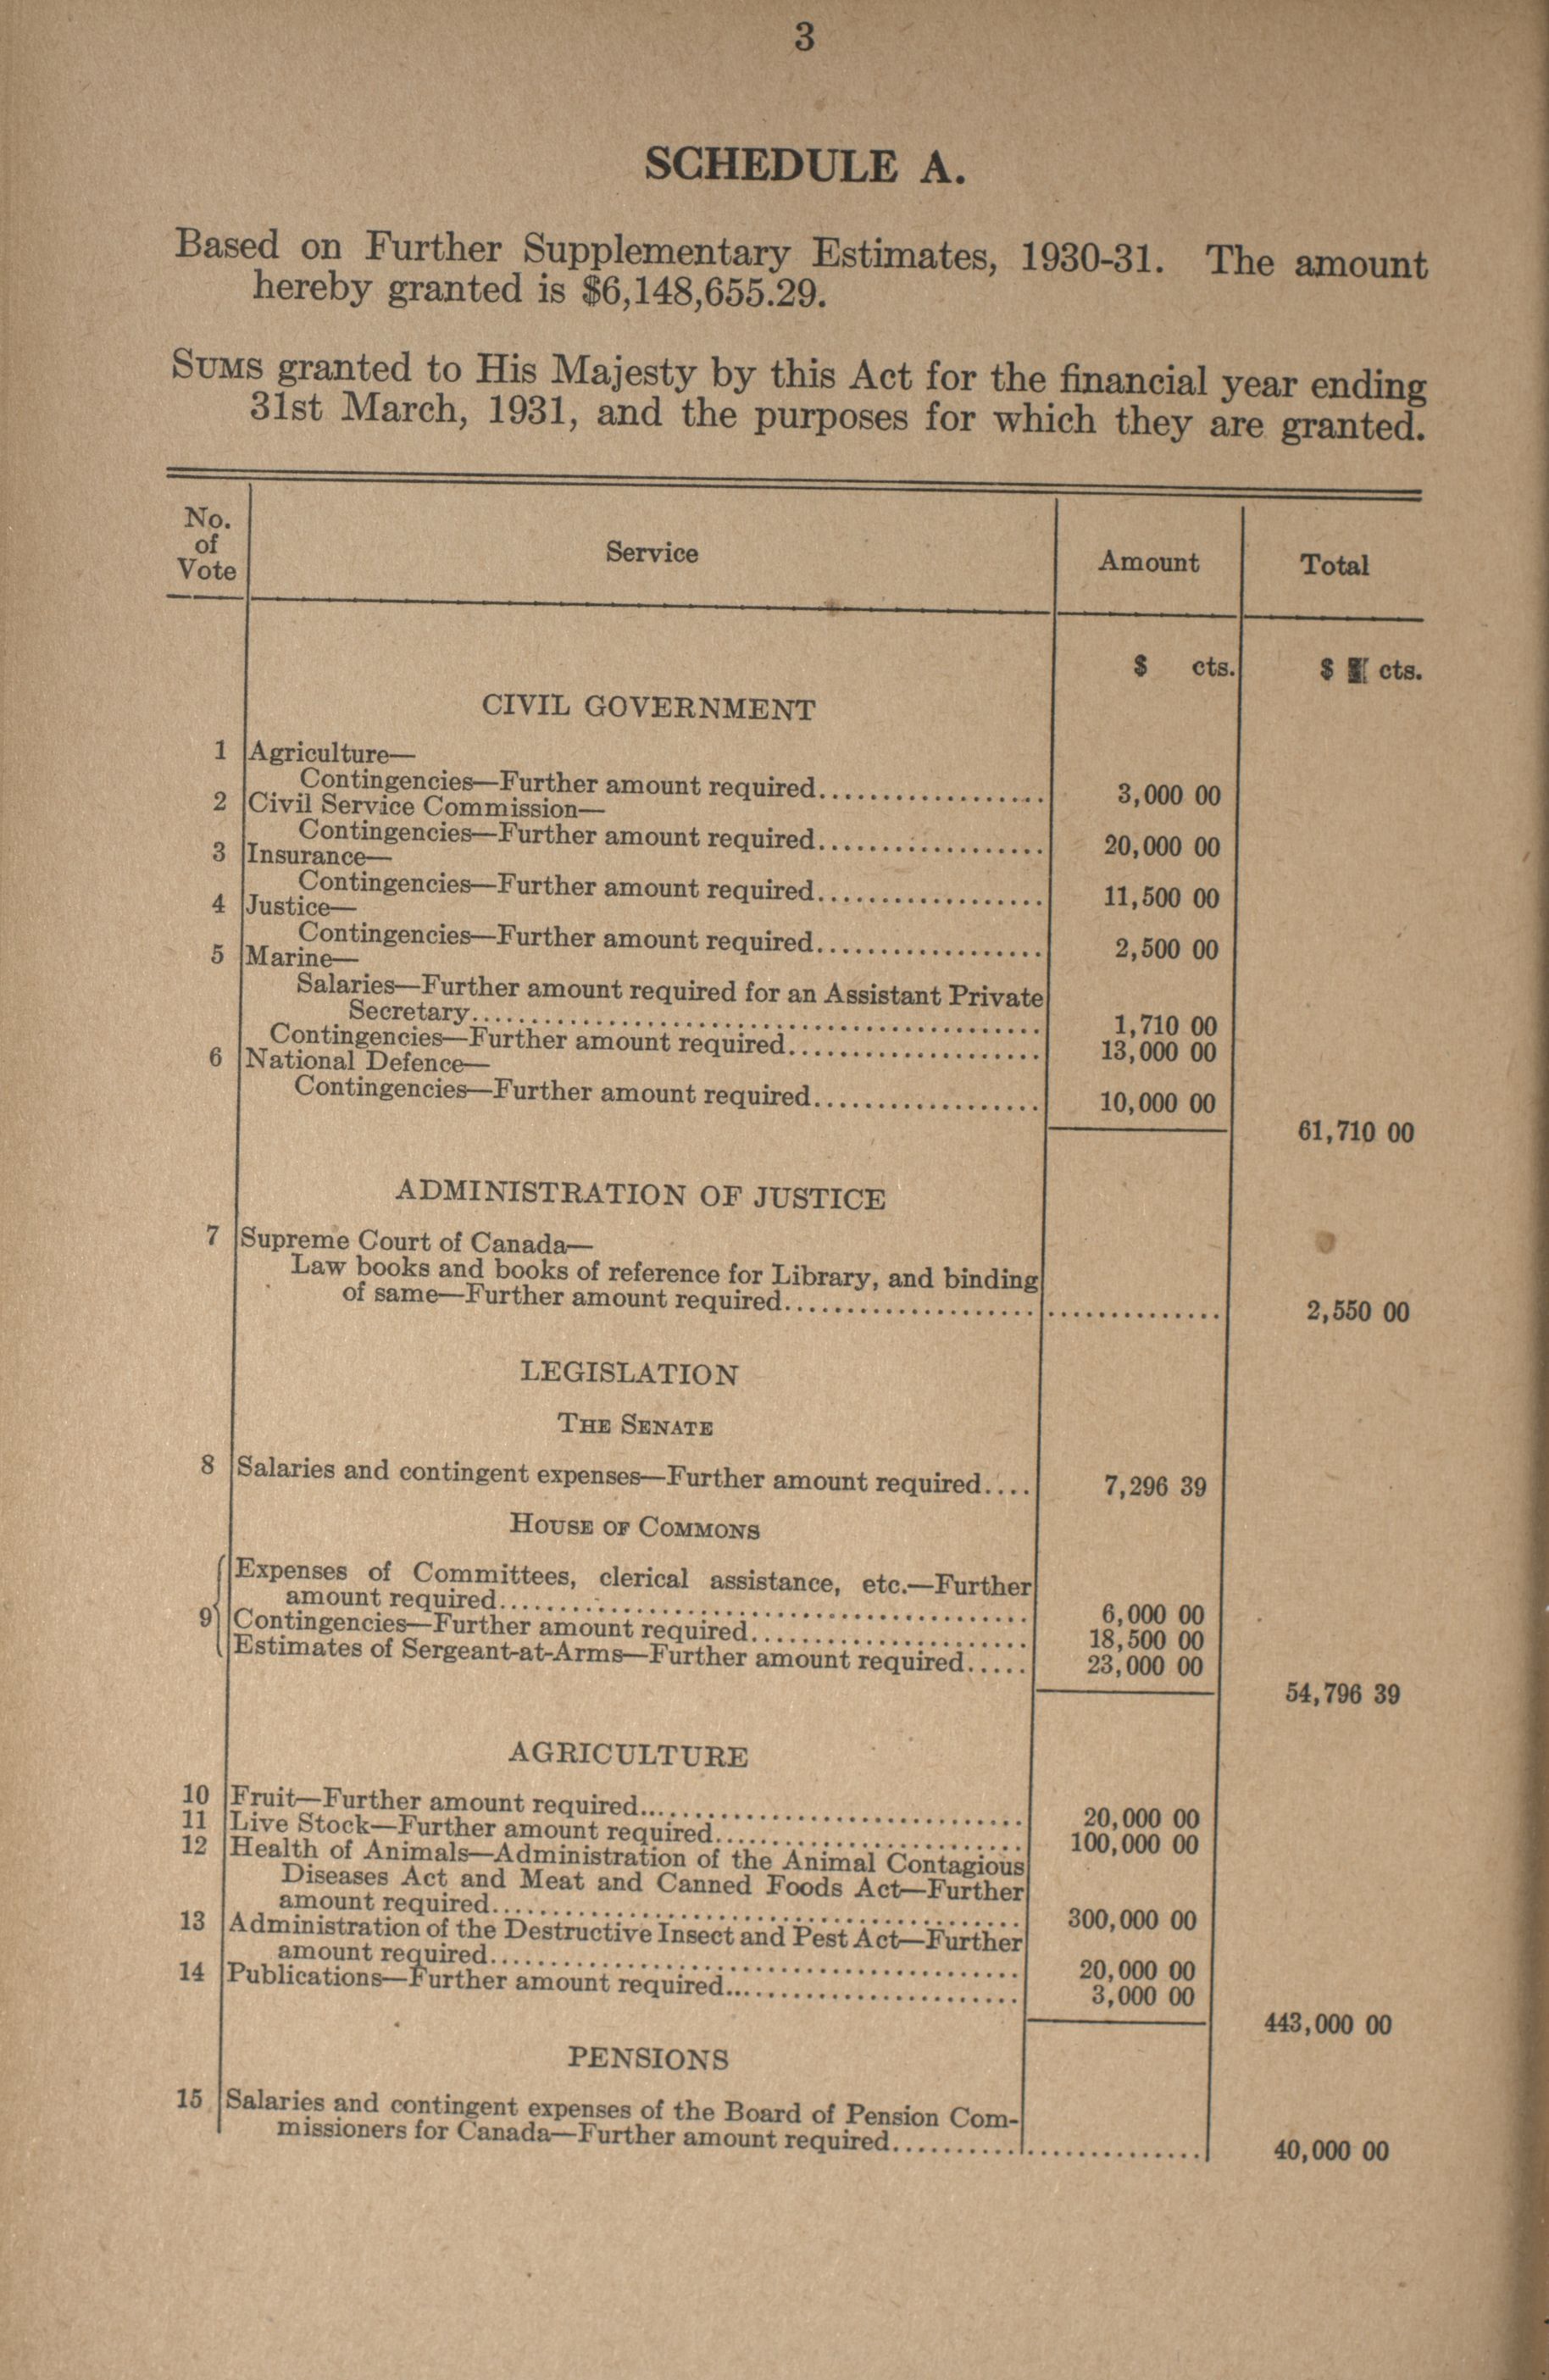 3
SCHEDULE A.
Based on Further Supplementary Estimates, 1930-31. The amount
hereby granted is $6,148,655.29.
SUMS granted to His Majesty by this Act for the financial year ending
31st March, 1931, and the purposes for which they are granted.
No.
of
Vote
Service
Amount
Total
$ cts.
$ cts.
CIVIL GOVERNMENT
1 Agriculture—
Contingencies—Further amount required.................. 3,000 00
2 Civil Service Commission—
Contingencies—Further amount required.................. 20,000 00
3 Insurance—
Contingencies—Further amount required.................. 11,500 00
4 Justice—
Contingencies—Further amount required.................. 2,500 00
5 Marine—
Salaries—Further amount required for an Assistant Private
Secretary.............................................. 1,710 00
Contingencies—Further amount required.................... 13,000 00
6 National Defence—
Contingencies—Further amount required.................. 10,000 00
61,710 00
ADMINISTRATION OF JUSTICE
7 Supreme Court of Canada—
Law books and books of reference for Library, and binding
of same—Further amount required.................................. 2,550 00
LEGISLATION
THE SENATE
8 Salaries and contingent expenses—Further amount required.... 7,296 39
HOUSE OF COMMONS
Expenses of Committees, clerical assistance, etc.—Further
amount required.......................................... 6,000 00
9 Contingencies—Further amount required...................... 18,500 00
Estimates of Sergeant-at-Arms—Further amount required..... 23,000 00
54,796 39
AGRICULTURE
10 Fruit—Further amount required............................... 20,000 00
11 Live Stock—Further amount required......................... 100,000 00
12 Health of Animals—Administration of the Animal Contagious
Diseases Act and Meat and Canned Foods Act—Further
amount required.......................................... 300,000 00
13 Administration of the Destructive Insect and Pest Act—Further
amount required.......................................... 20,000 00
14 Publications—Further amount required........................ 3,000 00
443,000 00
PENSIONS
15 Salaries and contingent expenses of the Board of Pension Com-
missioners for Canada—Further amount required......................... 40,000 00